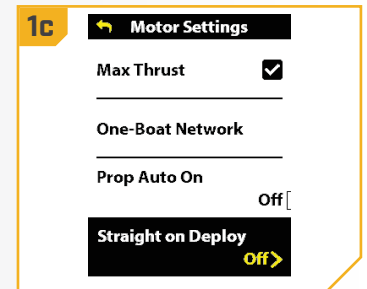 1c
Motor Settings
Max Thrust
One-Boat Network
Prop Auto On
Off
Straight on Deploy
Off